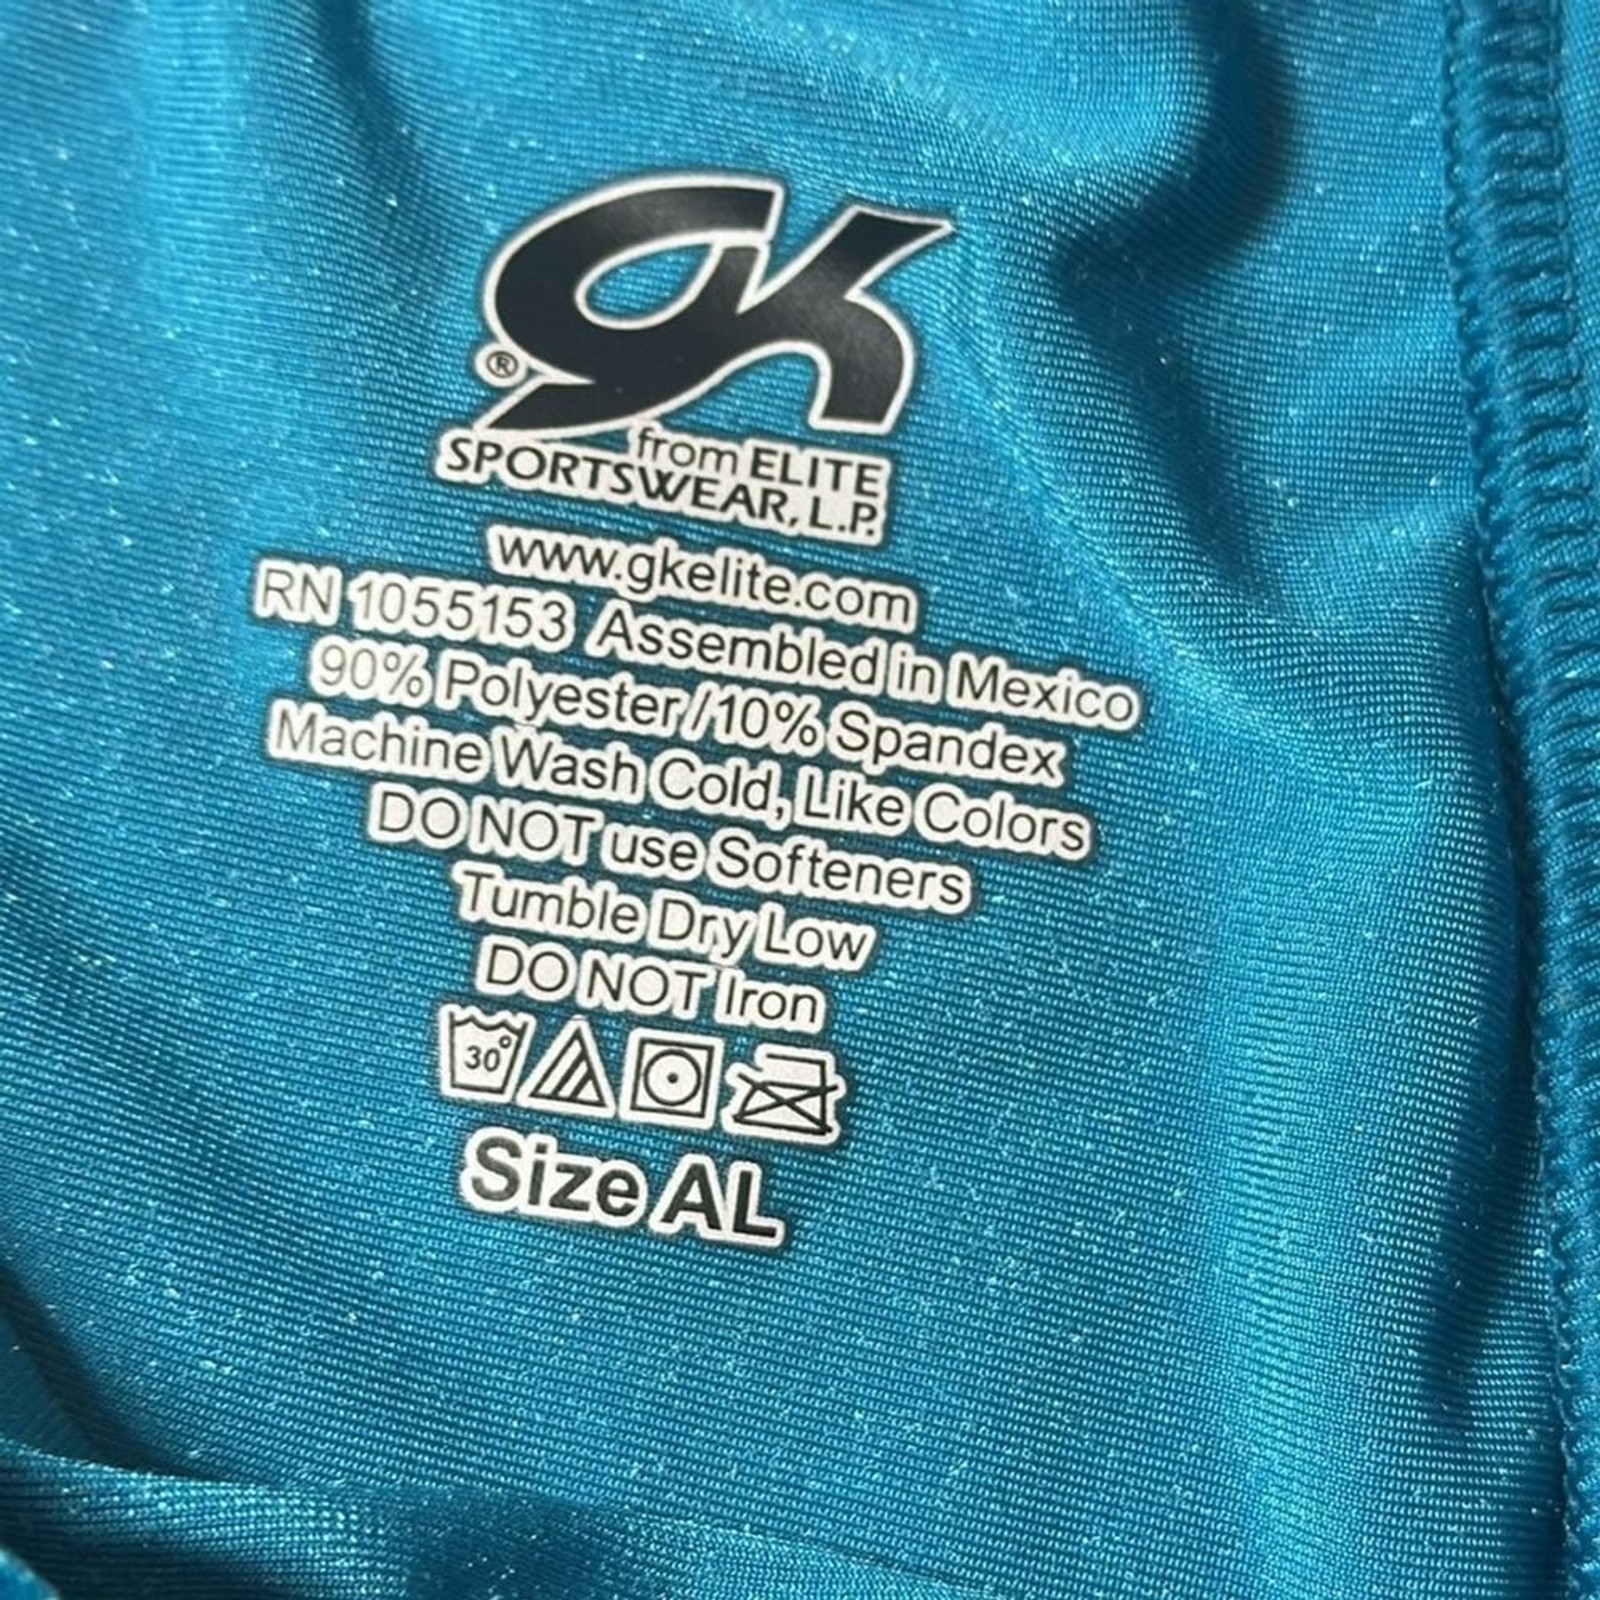 GK
®
from ELITE
SPORTSWEAR, L.P.
www.gkelite.com
RN 1055153 Assembled in Mexico
90% Polyester/10% Spandex
Machine Wash Cold, Like Colors
DO NOT use Softeners
Tumble Dry Low
DO NOT Iron
30°
Size AL